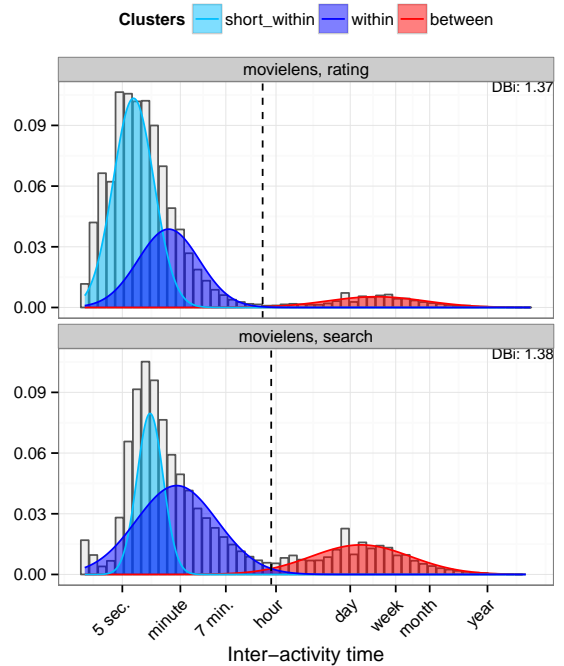 Clusters short_within within between
movielens, rating
DBi: 1.37
0.09
0.06
0.03
0.00
movielens, search
DBi: 1.38
0.09
0.06
0.03
0.00
5 sec. minute 7 min. hour day week month year
Inter−activity time